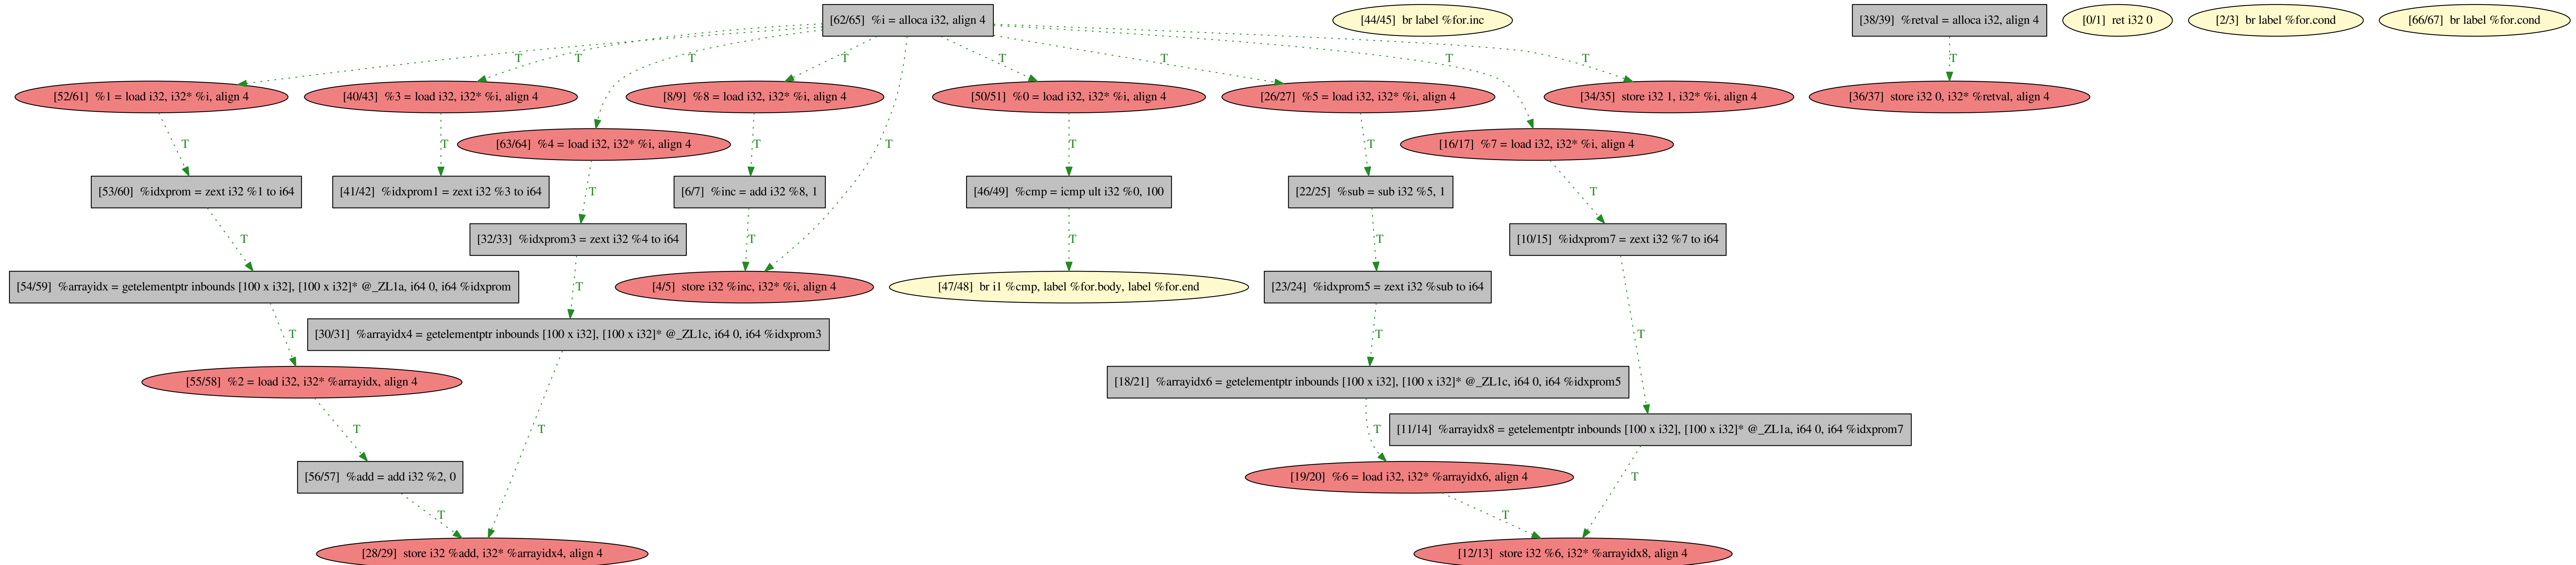 [62/65] %i = alloca i32, align 4
[44/45] br label %for.inc
[38/39] %retval = alloca i32, align 4
[0/1] ret i32 0
[2/3] br label %for.cond
[66/67] br label %for.cond
T T T T T T T T T
[52/61] %1 = load i32, i32* %i, align 4
[40/43] %3 = load i32, i32* %i, align 4
[8/9] %8 = load i32, i32* %i, align 4
[50/51] %0 = load i32, i32* %i, align 4
[26/27] %5 = load i32, i32* %i, align 4
[34/35] store i32 1, i32* %i, align 4
[36/37] store i32 0, i32* %retval, align 4
T T
[63/64] %4 = load i32, i32* %i, align 4
T T T T
[16/17] %7 = load i32, i32* %i, align 4
[53/60] %idxprom = zext i32 %1 to i64
[41/42] %idxprom1 = zext i32 %3 to i64
T
[6/7] %inc = add i32 %8, 1
[46/49] %cmp = icmp ult i32 %0, 100
[22/25] %sub = sub i32 %5, 1
T
T
[32/33] %idxprom3 = zext i32 %4 to i64
T T T
[10/15] %idxprom7 = zext i32 %7 to i64
[54/59] %arrayidx = getelementptr inbounds [100 x i32], [100 x i32]* @_ZL1a, i64 0, i64 %idxprom
T
[4/5] store i32 %inc, i32* %i, align 4
[47/48] br i1 %cmp, label %for.body, label %for.end
[23/24] %idxprom5 = zext i32 %sub to i64
T
[30/31] %arrayidx4 = getelementptr inbounds [100 x i32], [100 x i32]* @_ZL1c, i64 0, i64 %idxprom3
T T
[55/58] %2 = load i32, i32* %arrayidx, align 4
[18/21] %arrayidx6 = getelementptr inbounds [100 x i32], [100 x i32]* @_ZL1c, i64 0, i64 %idxprom5
T T T
[11/14] %arrayidx8 = getelementptr inbounds [100 x i32], [100 x i32]* @_ZL1a, i64 0, i64 %idxprom7
[56/57] %add = add i32 %2, 0
[19/20] %6 = load i32, i32* %arrayidx6, align 4
T
T T
[28/29] store i32 %add, i32* %arrayidx4, align 4
[12/13] store i32 %6, i32* %arrayidx8, align 4